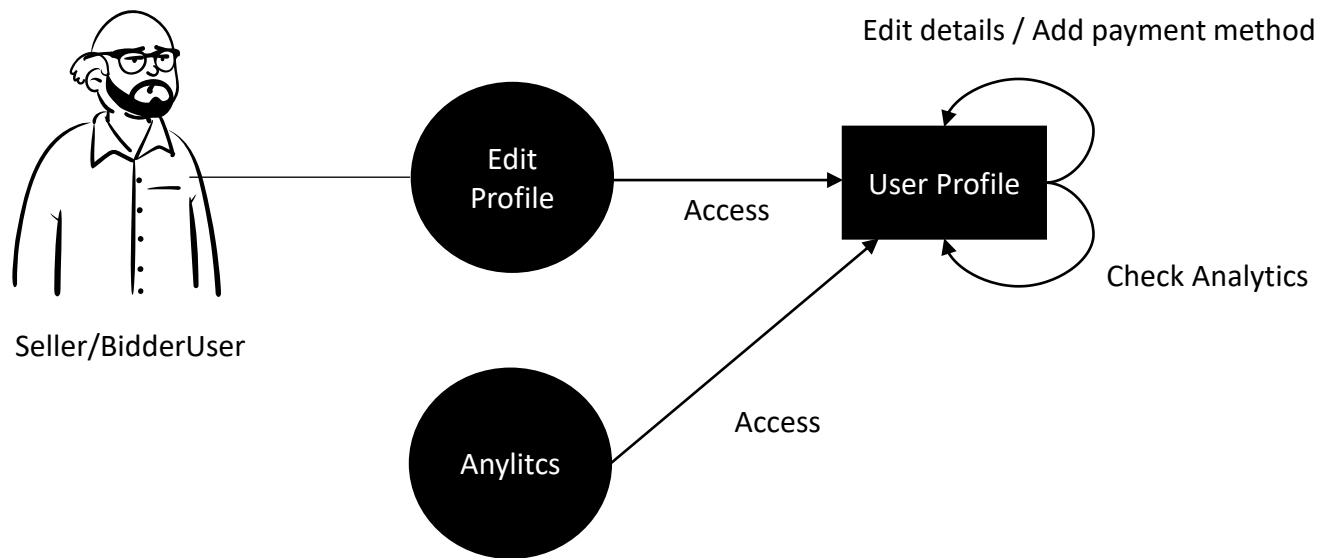 Edit details / Add payment method
Edit
Profile
User Profile
Access
Check Analytics
Seller/BidderUser
Access
Anylitcs